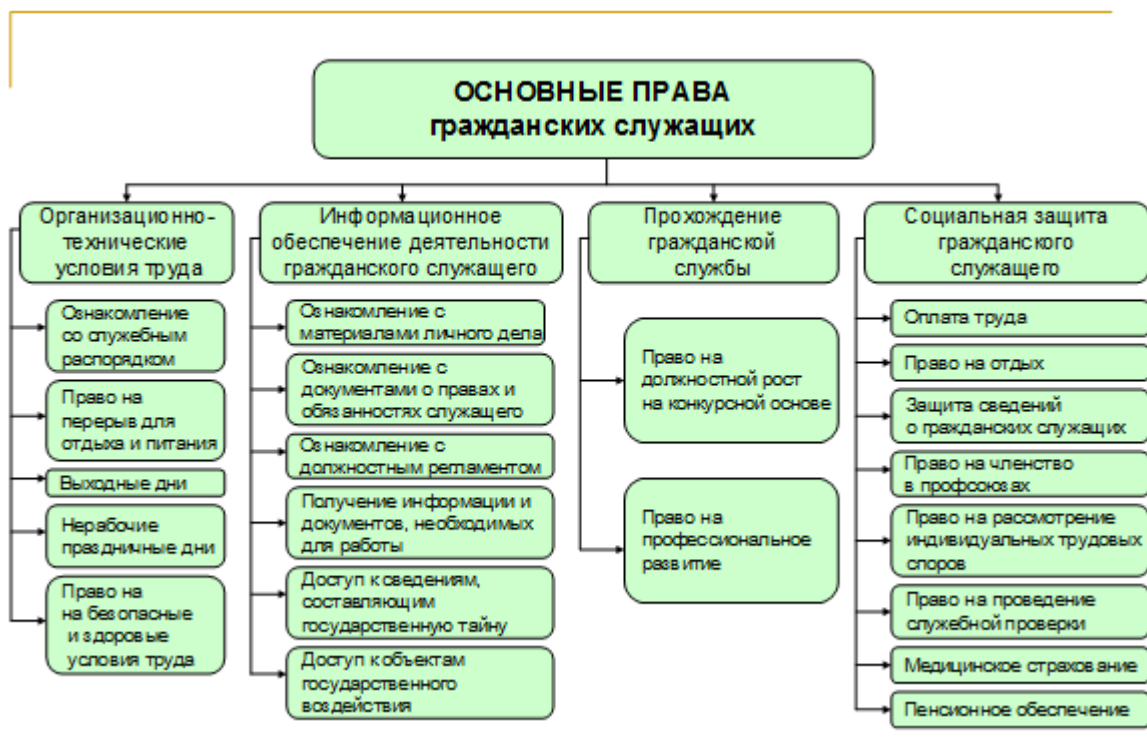 ОСНОВНЫЕ ПРАВА
гражданских служащих
Организационно-
технические
условия труда
Ознакомление
со служебным
распорядком
Право на
перерыв для
отдыха и питания
Выходные дни
Нерабочие
праздничные дни
Право на
на безопасные
и здоровые
условия труда
Информационное
обеспечение деятельности
гражданского служащего
Ознакомление с
материалами личного дела
Ознакомление с
документами о правах и
обязанностях служащего
Ознакомление с
должностным регламентом
Получение информации и
документов, необходимых
для работы
Доступ к сведениям,
составляющим
государственную тайну
Доступ к объектам
государственного
воздействия
Прохождение
гражданской
службы
Право на
должностной рост
на конкурсной основе
Право на
профессиональное
развитие
Социальная защита
гражданского
служащего
Оплата труда
Право на отдых
Защита сведений
о гражданских служащих
Право на членство
в профсоюзах
Право на рассмотрение
индивидуальных трудовых
споров
Право на проведение
служебной проверки
Медицинское страхование
Пенсионное обеспечение